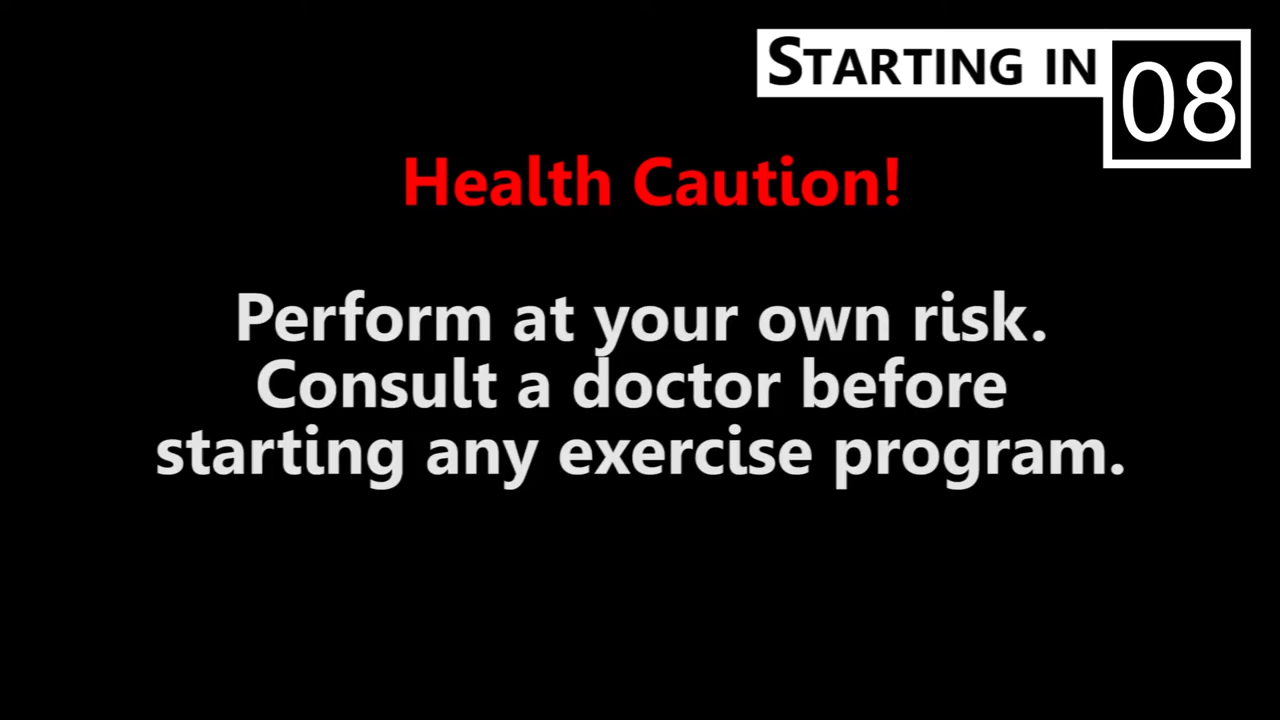 STARTING IN
08
Health Caution!
Perform at your own risk.
Consult a doctor before
starting any exercise program.